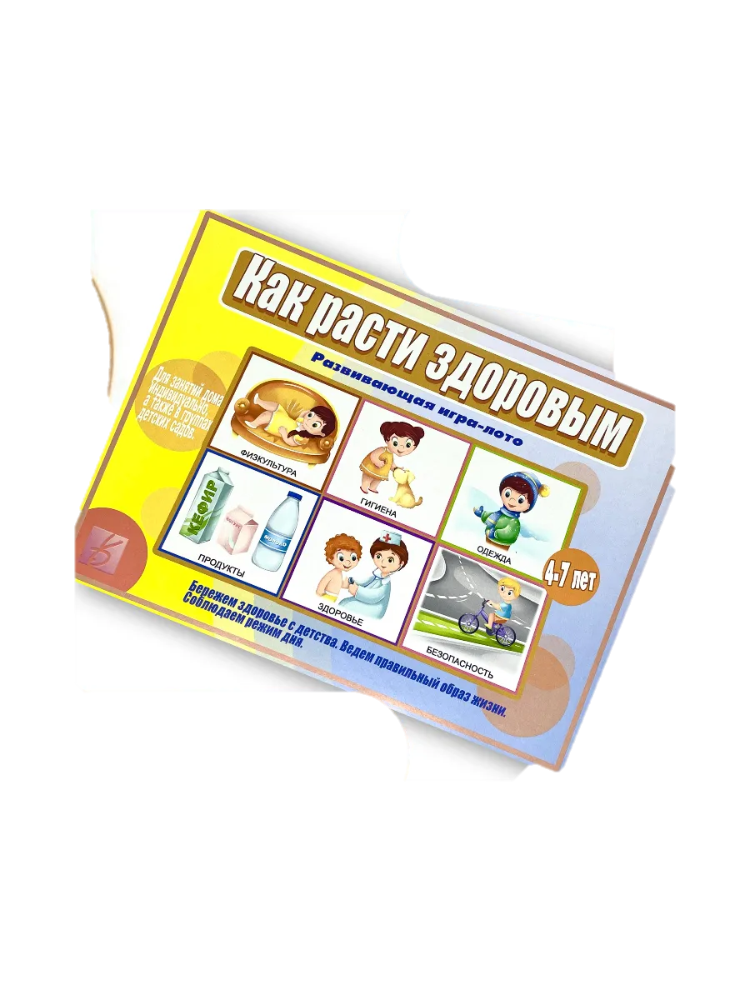 Как расти здоровым
Развивающая игра-лото
Для занятий дома
индивидуально,
а также в группах
детских садов.
ФИЗКУЛЬТУРА
ГИГИЕНА
ОДЕЖДА
КЕФИР
МОЛОКО
ПРОДУКТЫ
ЗДОРОВЬЕ
БЕЗОПАСНОСТЬ
4-7 лет
Бережем здоровье с детства. Ведем правильный образ жизни.
Соблюдаем режим дня.